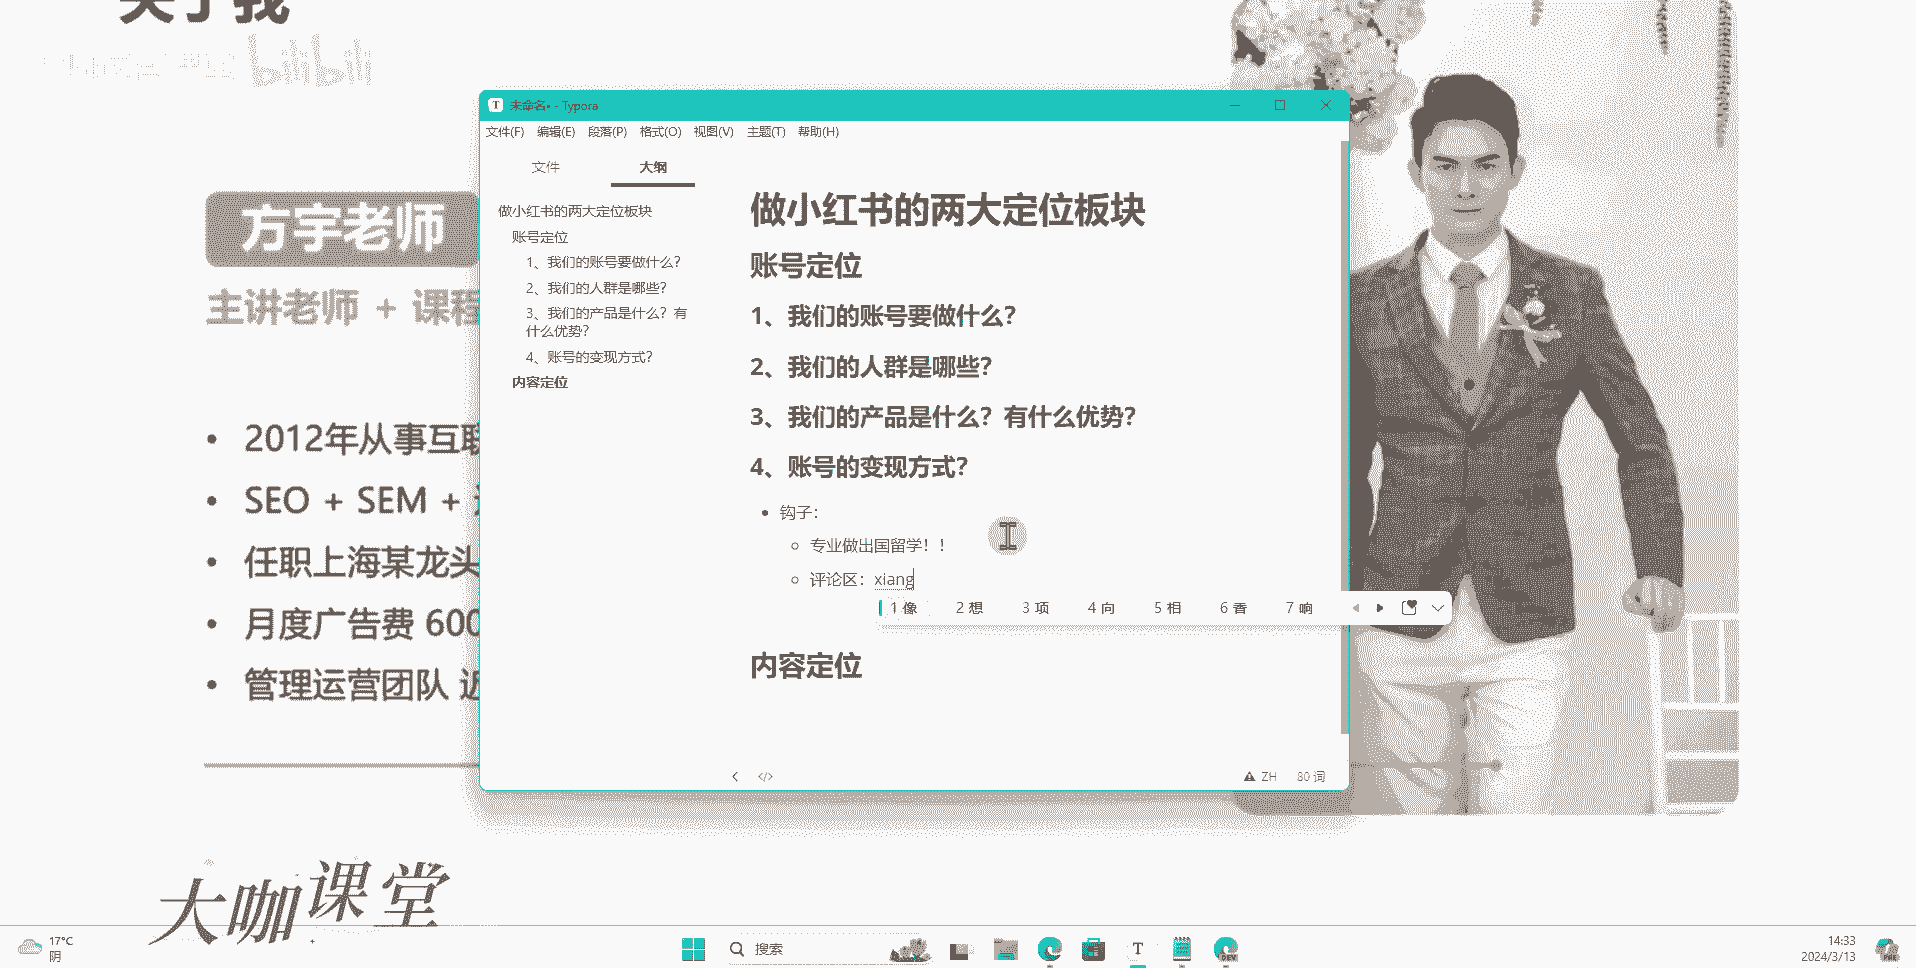 关于我
bilibili
方宇老师
主讲老师 + 课程
2012年从事互联
SEO + SEM +
任职上海某龙头
月度广告费 600
管理运营团队
大咖课堂
未命名• - Typora
文件(F) 编辑(E) 段落(P) 格式(O) 视图(V) 主题(T) 帮助(H)
文件 大纲
做小红书的两大定位板块
账号定位
1、我们的账号要做什么？
2、我们的人群是哪些？
3、我们的产品是什么？有
什么优势？
4、账号的变现方式？
内容定位
做小红书的两大定位板块
账号定位
1、我们的账号要做什么？
2、我们的人群是哪些？
3、我们的产品是什么？有什么优势？
4、账号的变现方式？
钩子：
专业做出国留学！！
评论区：xiang
1 像 2 想 3 项 4 向 5 相 6 香 7 响
内容定位
ZH 80 词
17°C
阴
搜索
DEV
14:33
2024/3/13
PRE